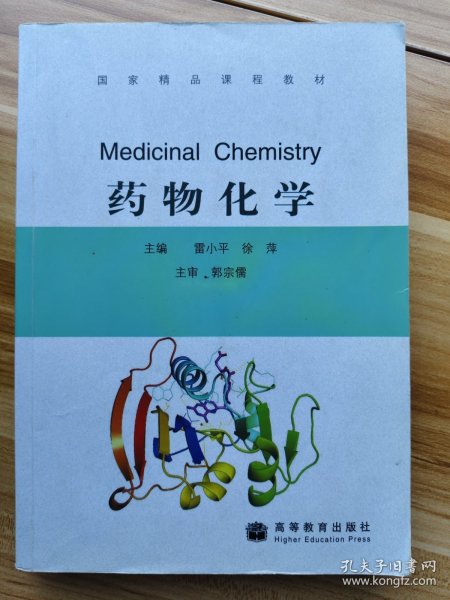 国家精品课程教材
Medicinal Chemistry
药物化学
主编 雷小平 徐萍
主审 郭宗儒
高等教育出版社
Higher Education Press
孔夫子旧书网
www.kongfz.com